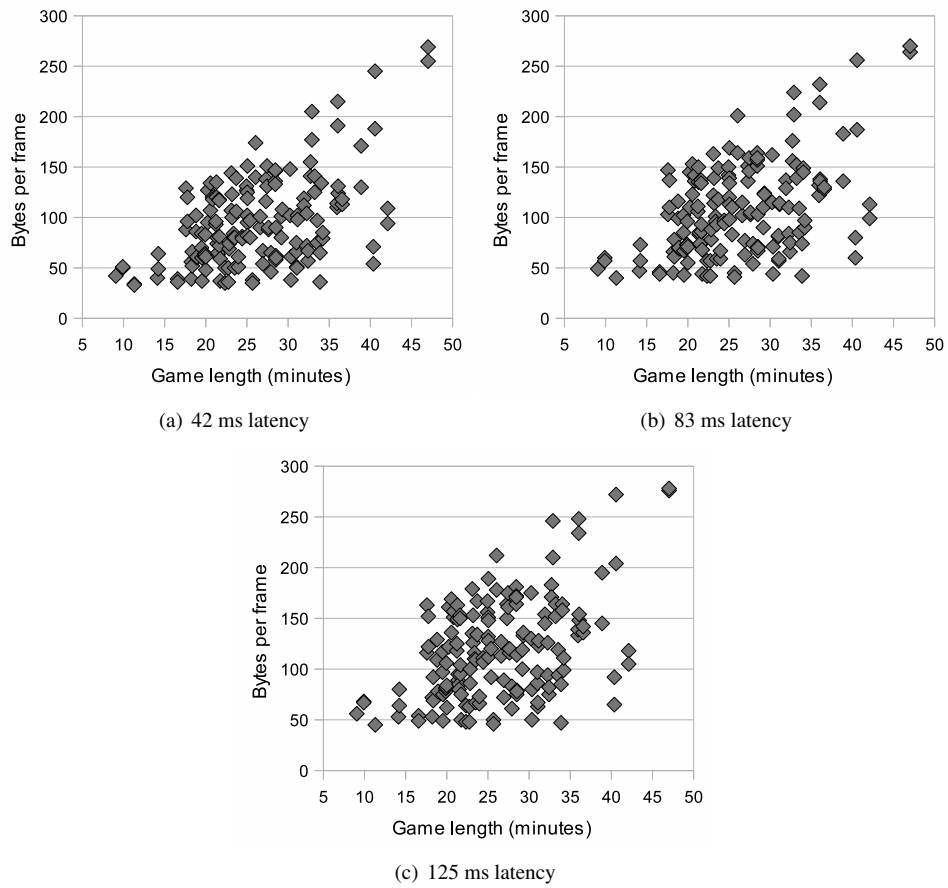 300
250
200
150
100
50
0
Bytes per frame
5 10 15 20 25 30 35 40 45 50
Game length (minutes)
(a) 42 ms latency
300
250
200
150
100
50
0
Bytes per frame
5 10 15 20 25 30 35 40 45 50
Game length (minutes)
(b) 83 ms latency
300
250
200
150
100
50
0
Bytes per frame
5 10 15 20 25 30 35 40 45 50
Game length (minutes)
(c) 125 ms latency